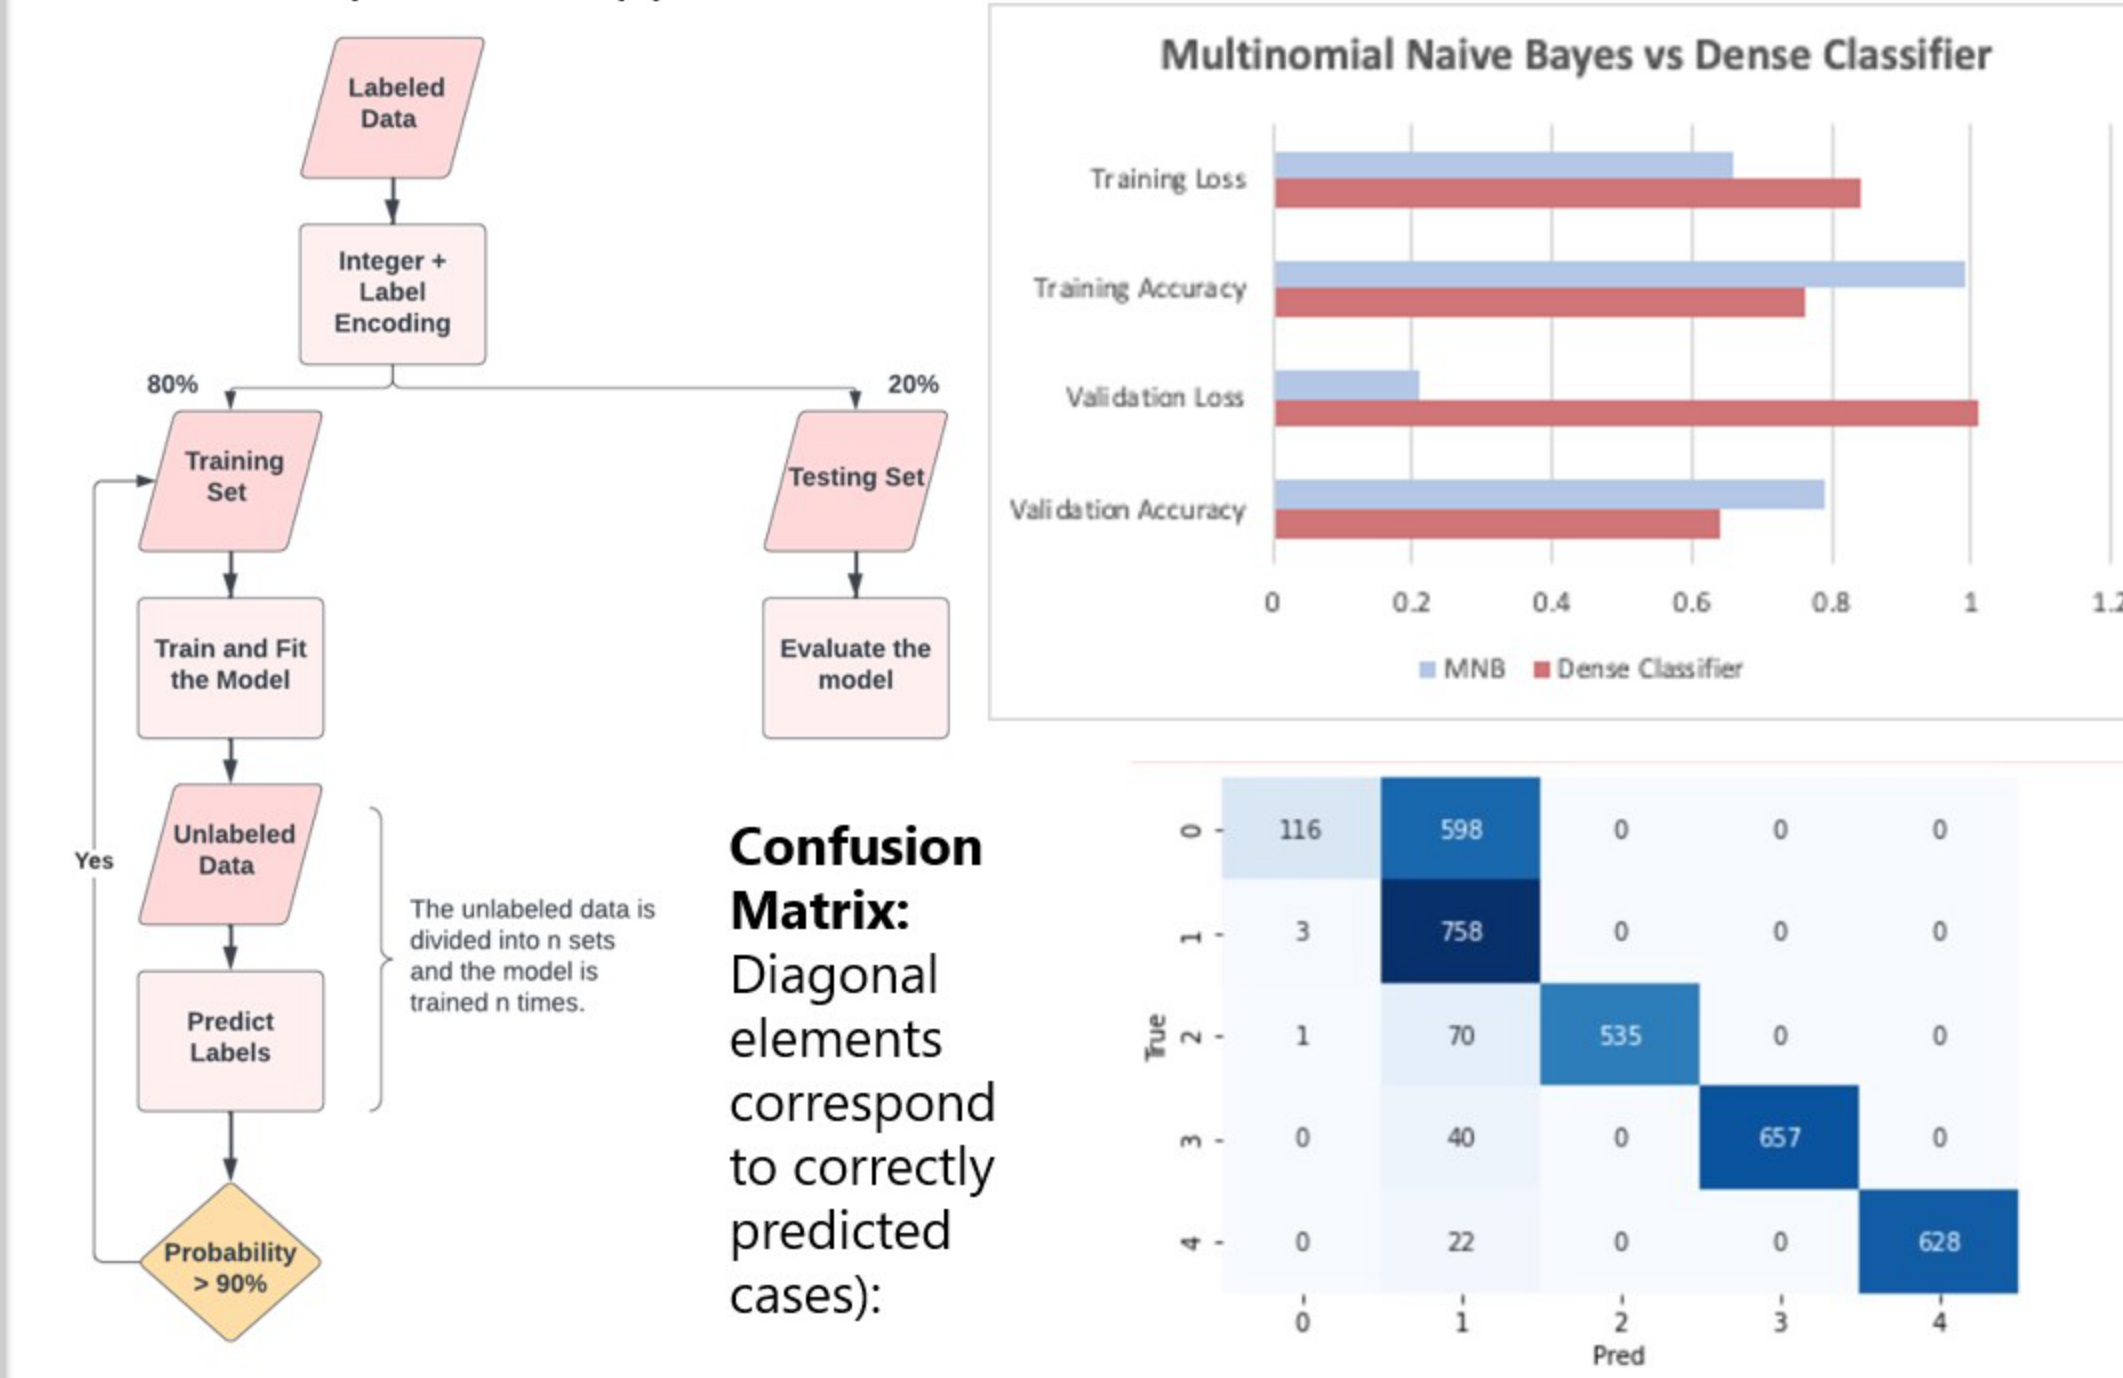 Labeled
Data
Integer +
Label
Encoding
80%
20%
Training
Set
Testing Set
Train and Fit
the Model
Evaluate the
model
Unlabeled
Data
Yes
The unlabeled data is
divided into n sets
and the model is
trained n times.
Predict
Labels
Probability
> 90%
Multinomial Naive Bayes vs Dense Classifier
Training Loss
Training Accuracy
Validation Loss
Validation Accuracy
0 0.2 0.4 0.6 0.8 1 1.2
MNB Dense Classifier
Confusion
Matrix:
Diagonal
elements
correspond
to correctly
predicted
cases):
True
0 116 598 0 0 0
1 3 758 0 0 0
2 1 70 535 0 0
3 0 40 0 657 0
4 0 22 0 0 628
0 1 2 3 4
Pred